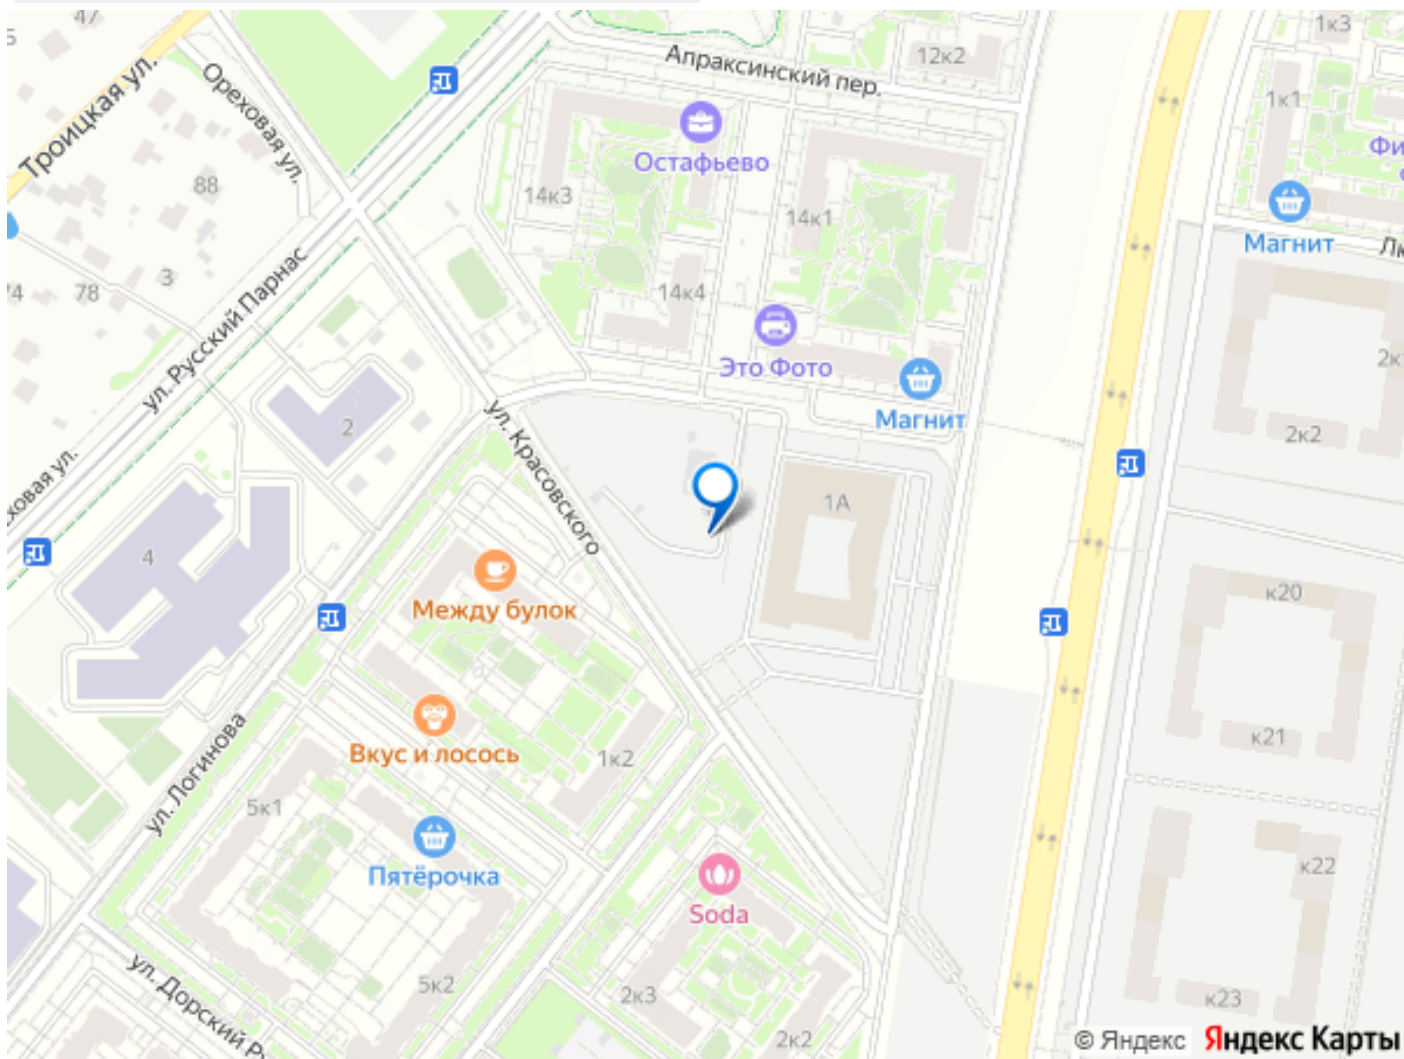 47
Троицкая ул.
Ореховая ул.
Апраксинский пер.
12к2
1к3
1к1
Остафьево
88
14к3
14к1
Магнит
3
78
14к4
ул. Русский Парнас
Это Фото
Магнит
2к2
2
ул. Красовского
1А
4
Между булок
к20
ул. Логинова
Вкус и лосось
1к2
к21
5к1
Пятёрочка
Soda
к22
5к2
2к3
2к2
к23
© Яндекс Яндекс Карты